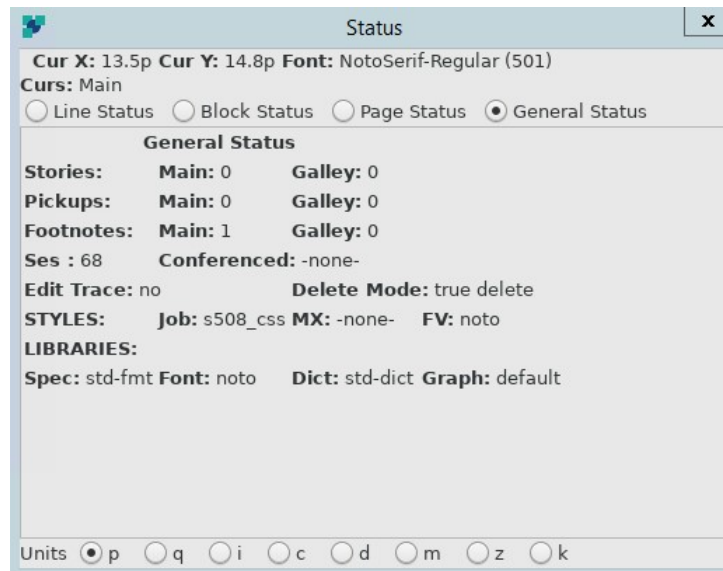 Status x
Cur X: 13.5p Cur Y: 14.8p Font: NotoSerif-Regular (501)
Curs: Main
Line Status Block Status Page Status General Status
General Status
Stories: Main: 0 Galley: 0
Pickups: Main: 0 Galley: 0
Footnotes: Main: 1 Galley: 0
Ses : 68 Conferenced: -none-
Edit Trace: no Delete Mode: true delete
STYLES: Job: s508_css MX: -none- FV: noto
LIBRARIES:
Spec: std-fmt Font: noto Dict: std-dict Graph: default
Units p q i c d m z k